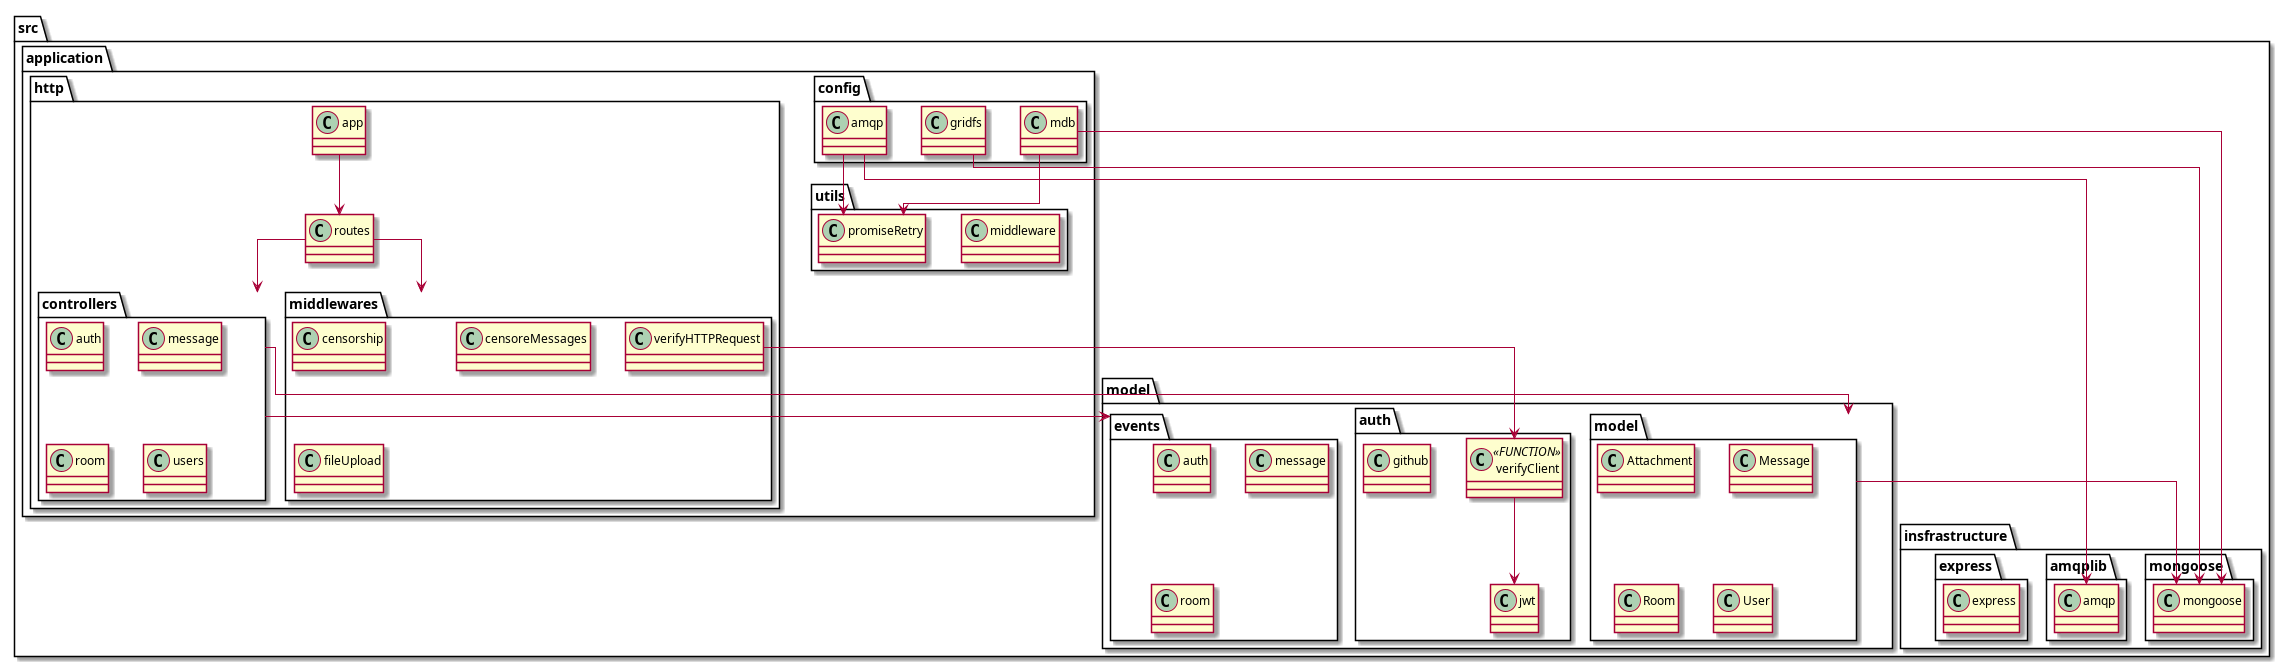 src
application
http
C app
C routes
controllers
C auth
C message
C room
C users
middlewares
C censorship
C censoreMessages
C verifyHTTPRequest
C fileUpload
config
C amqp
C gridfs
C mdb
utils
C promiseRetry
C middleware
model
events
C auth
C message
C room
auth
C github
C «FUNCTION»
verifyClient
C jwt
model
C Attachment
C Message
C Room
C User
insfrastructure
express
C express
amqplib
C amqp
mongoose
C mongoose